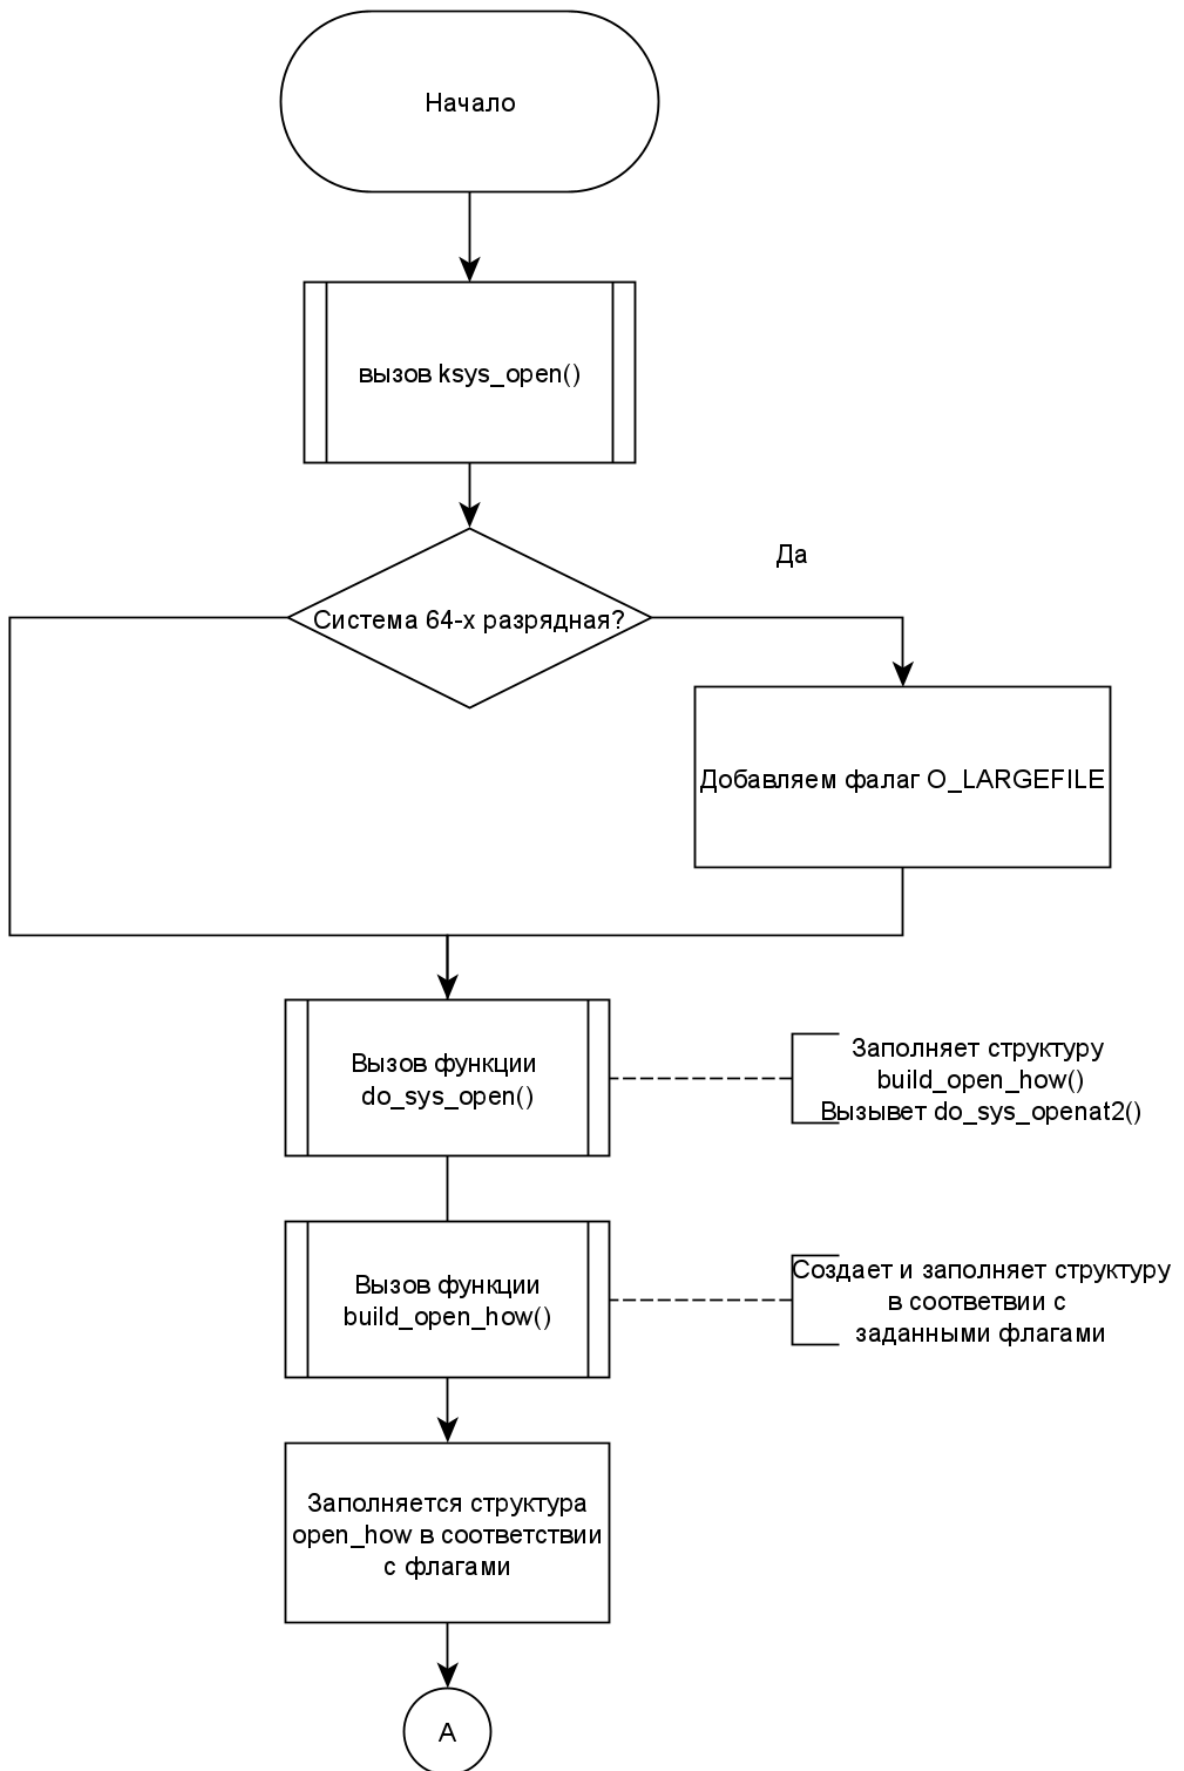 Начало
вызов ksys_open()
Да
Система 64-х разрядная?
Добавляем фалаг O_LARGEFILE
Вызов функции
do_sys_open()
Заполняет структуру
build_open_how()
Вызывет do_sys_openat2()
Вызов функции
build_open_how()
Создает и заполняет структуру
в соответвии с
заданными флагами
Заполняется структура
open_how в соответствии
с флагами
А